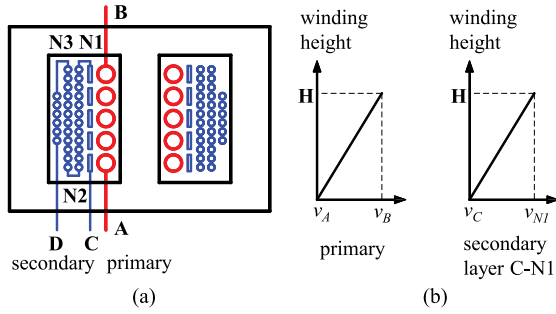 B
N3 N1
N2
A
D C
secondary primary
(a)
winding
height
H
v_A v_B
primary
winding
height
H
v_C v_N1
secondary
layer C-N1
(b)